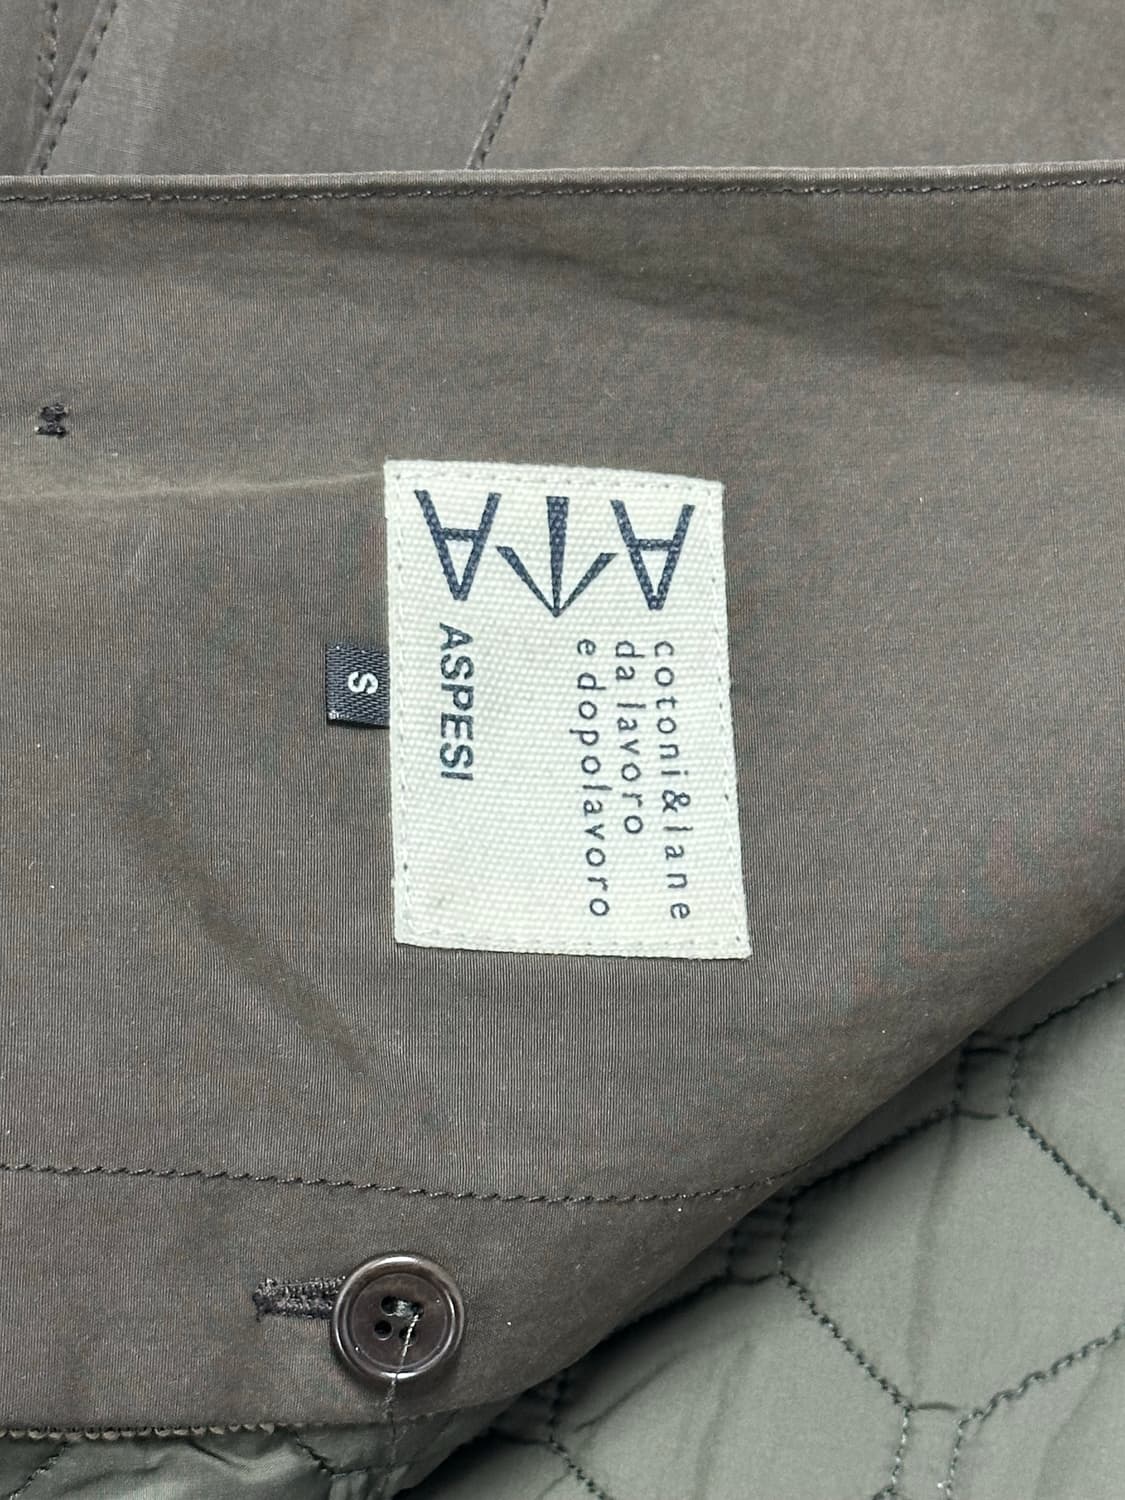 cotoni&lane
da lavoro
e dopolavoro
ASPESI
S